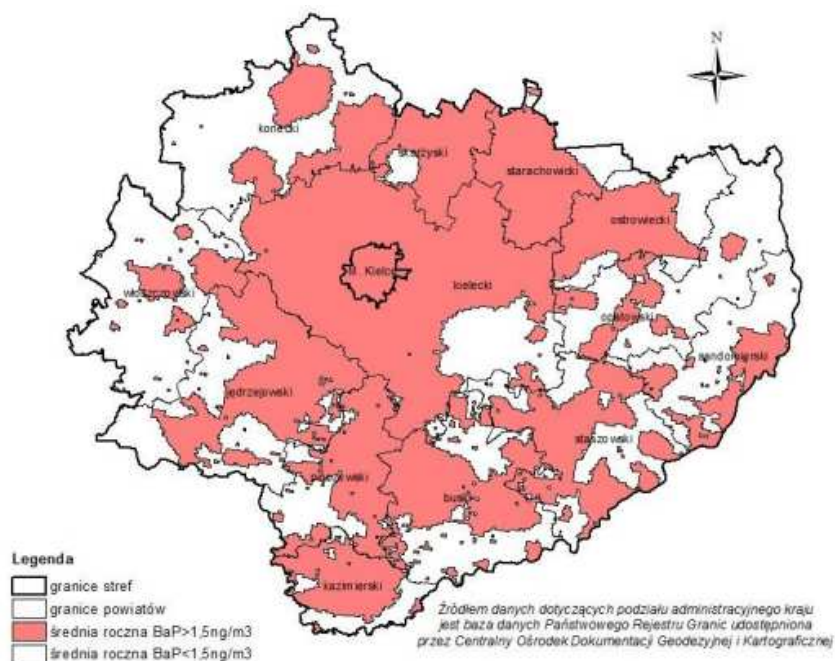 N
konecki
skarżyski
starachowicki
ostrowiecki
M. Kielce
kielecki
włoszczowski
opatowski
sandomierski
jędrzejowski
staszowski
pińczowski
buski
kazimierski
Legenda
granice stref
granice powiatów
średnia roczna BaP>1,5ng/m3
średnia roczna BaP<1,5ng/m3
Źródłem danych dotyczących podziału administracyjnego kraju
jest baza danych Państwowego Rejestru Granic udostępniona
przez Centralny Ośrodek Dokumentacji Geodezyjnej i Kartograficznej